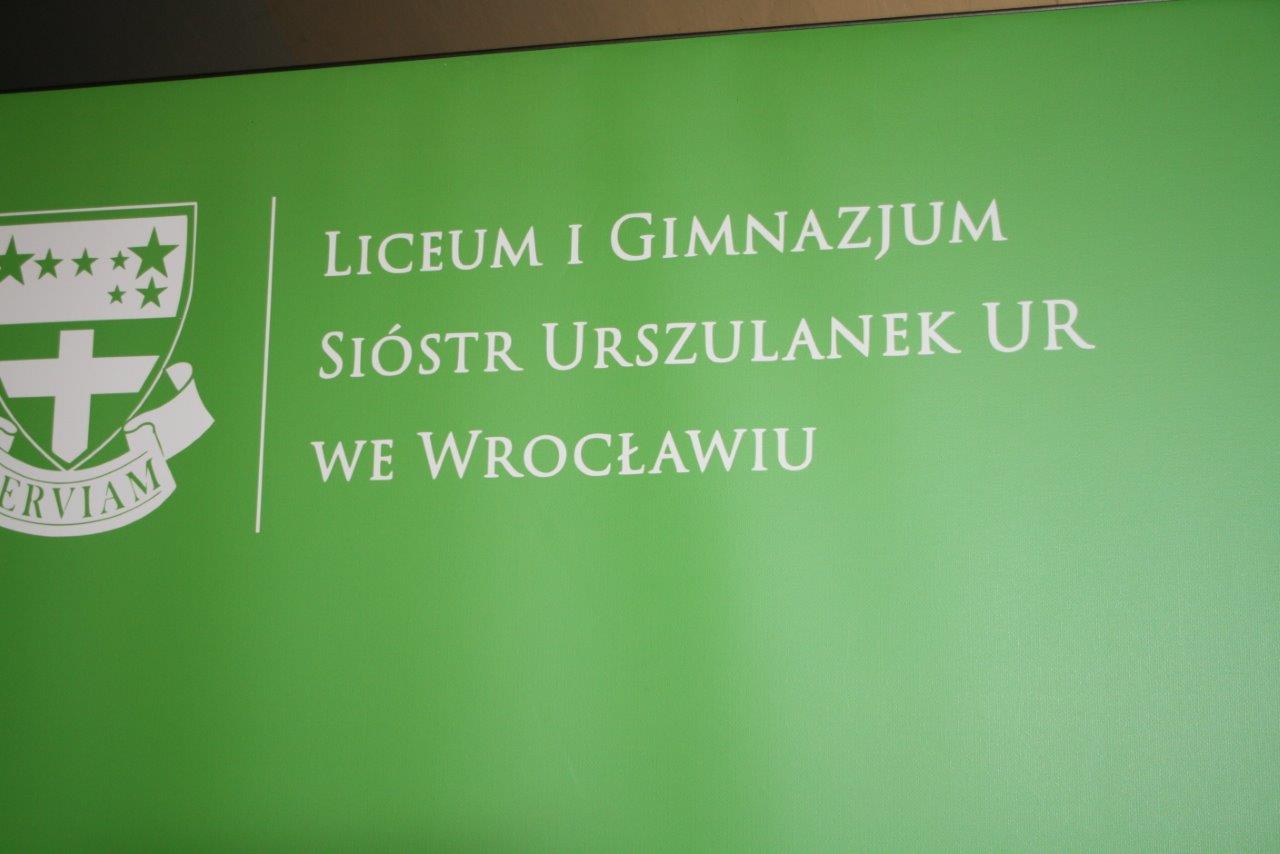 Liceum i Gimnazjum
Sióstr Urszulanek UR
we Wrocławiu
ERVIAM